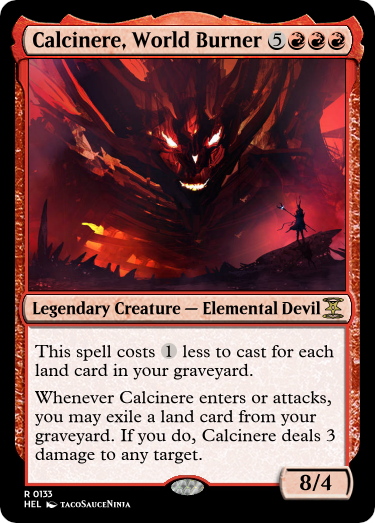 Calcinere, World Burner 5
Legendary Creature — Elemental Devil
This spell costs 1 less to cast for each
land card in your graveyard.
Whenever Calcinere enters or attacks,
you may exile a land card from your
graveyard. If you do, Calcinere deals 3
damage to any target.
8/4
R 0133
HEL TacoSauceNinja